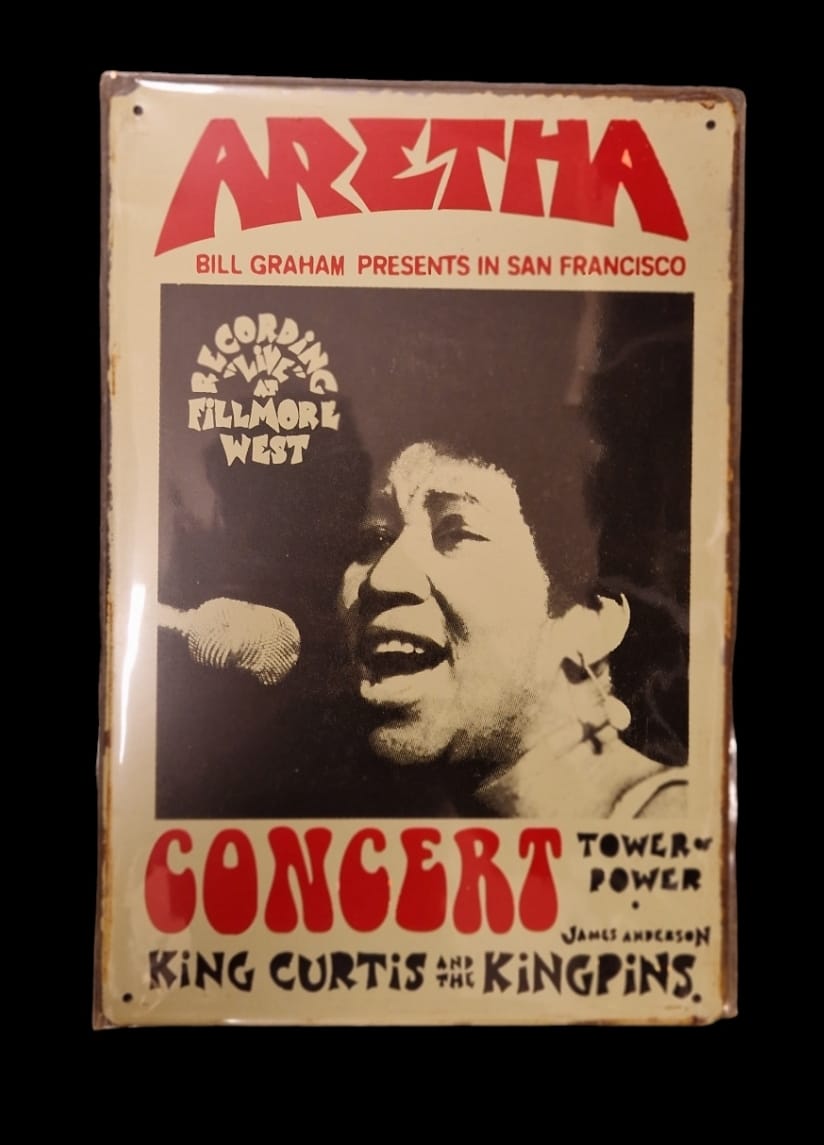 ARETHA
BILL GRAHAM PRESENTS IN SAN FRANCISCO
RECORDiNG
"LiVE"
AT
FiLLMORE
WEST
CONCERT
TOWER OF
POWER
JAMES ANDERSON
KiNG CURTiS AND THE KiNGPiNS.